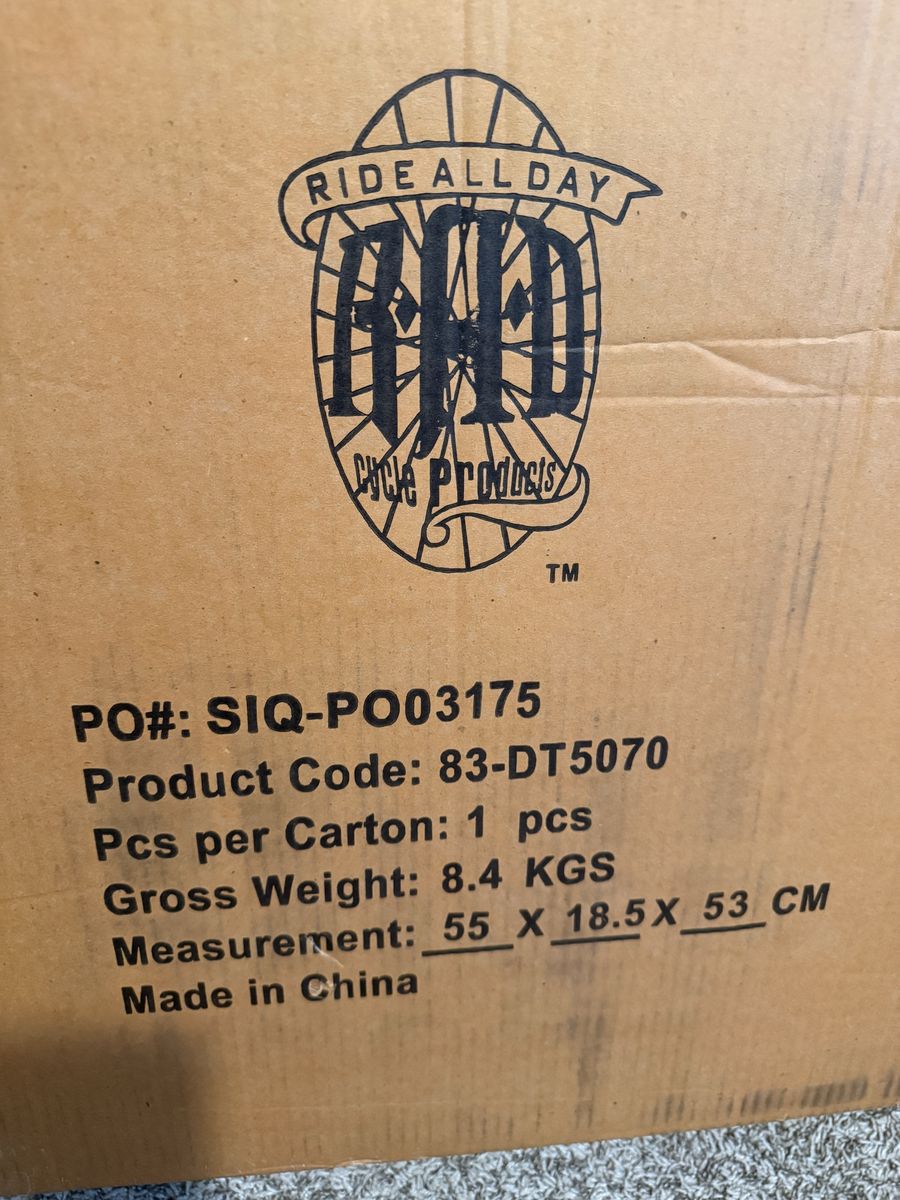 RIDE ALL DAY
RAD
Cycle Products
TM
PO#: SIQ-PO03175
Product Code: 83-DT5070
Pcs per Carton: 1 pcs
Gross Weight: 8.4 KGS
Measurement: 55 X 18.5 X 53 CM
Made in China